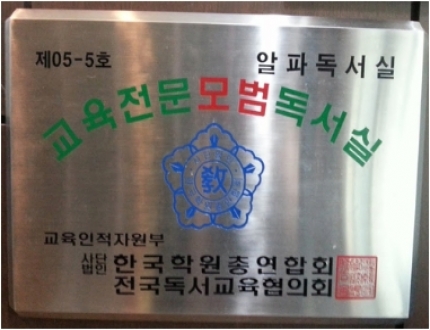 제05-5호 알파독서실
교육전문모범독서실
敎
교육인적자원부
사단법인 한국학원총연합회
전국독서교육협의회